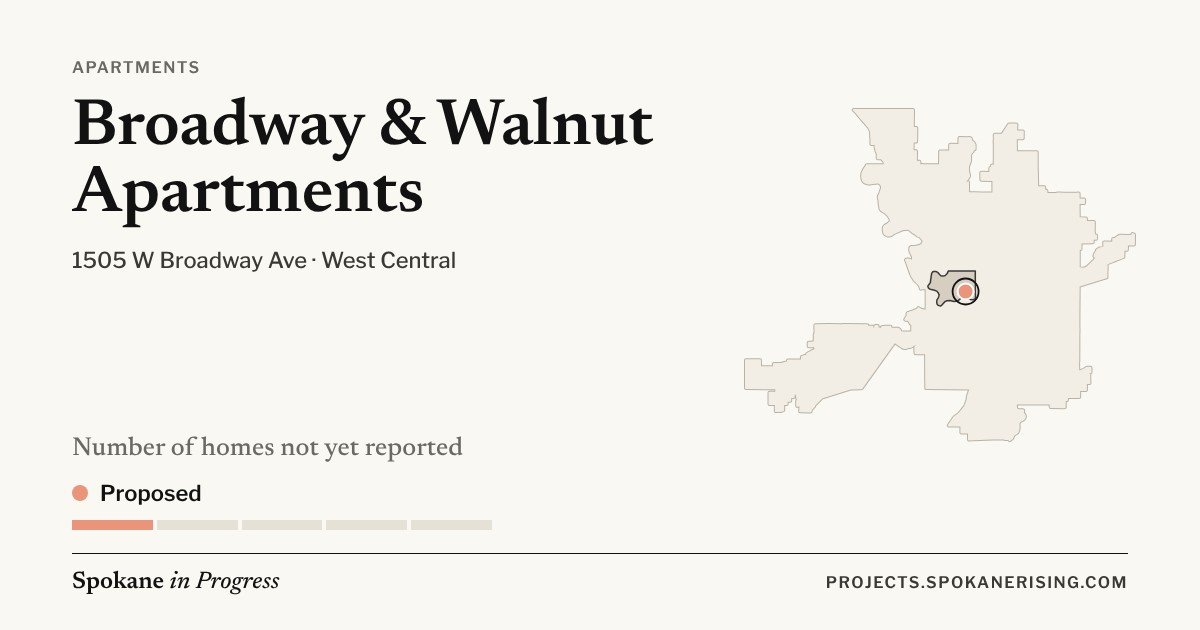 APARTMENTS
Broadway & Walnut
Apartments
1505 W Broadway Ave · West Central
Number of homes not yet reported
Proposed
Spokane in Progress
PROJECTS.SPOKANERISING.COM